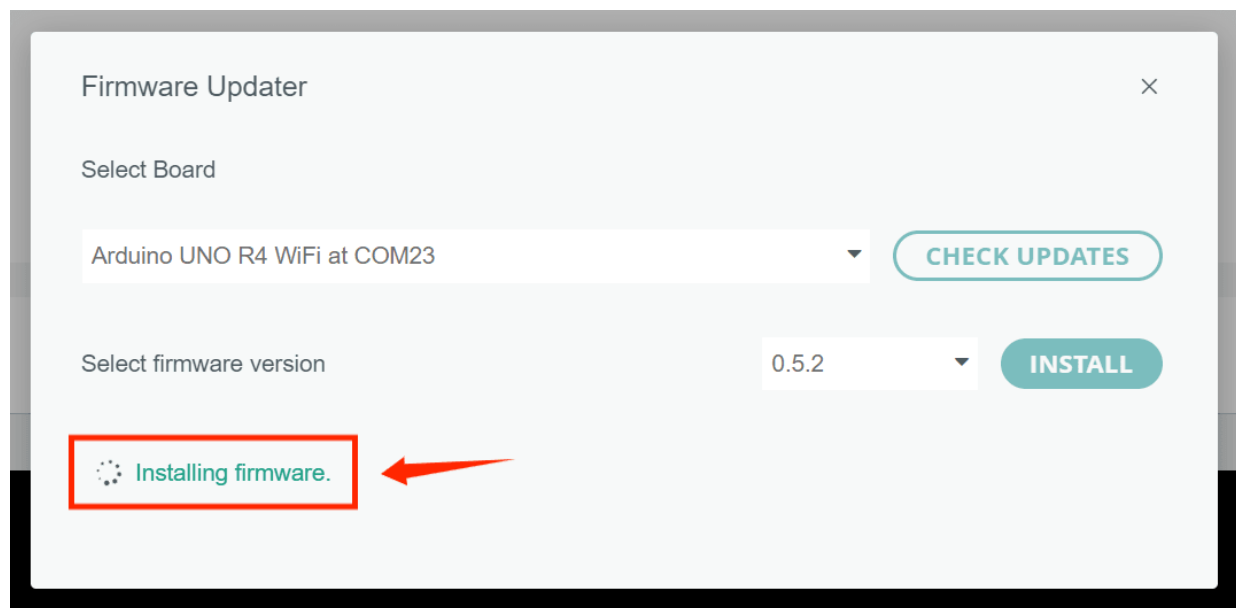 Firmware Updater
Select Board
Arduino UNO R4 WiFi at COM23
CHECK UPDATES
Select firmware version
0.5.2
INSTALL
Installing firmware.